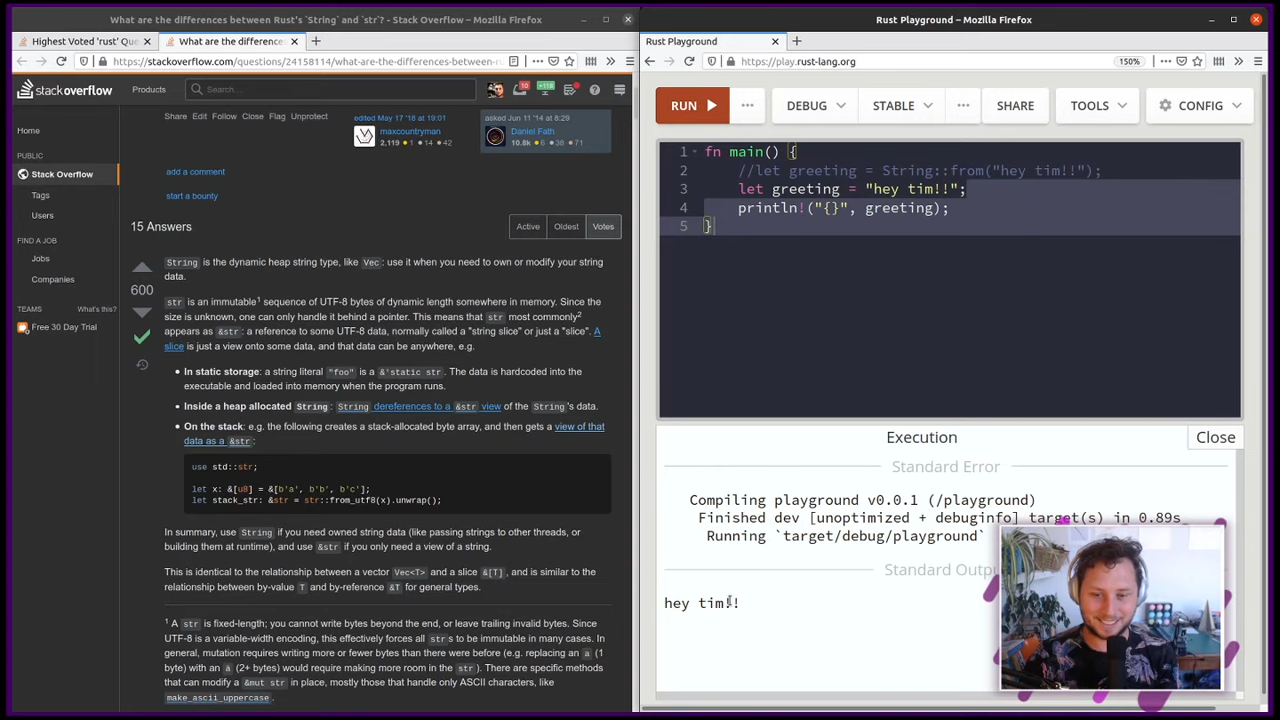 What are the differences between Rust's `String` and `str`? - Stack Overflow - Mozilla Firefox
Highest Voted 'rust' Que
What are the difference
https://stackoverflow.com/questions/24158114/what-are-the-differences-between-ru
stackoverflow
Products
Search...
10
+118
Home
PUBLIC
Stack Overflow
Tags
Users
FIND A JOB
Jobs
Companies
TEAMS
What's this?
Free 30 Day Trial
Share Edit Follow Close Flag Unprotect
edited May 17 '18 at 19:01
maxcountryman
2,119 1 14 42
asked Jun 11 '14 at 8:29
Daniel Fath
10.8k 6 38 71
add a comment
start a bounty
15 Answers
Active
Oldest
Votes
600
String is the dynamic heap string type, like Vec: use it when you need to own or modify your string
data.
str is an immutable1 sequence of UTF-8 bytes of dynamic length somewhere in memory. Since the
size is unknown, one can only handle it behind a pointer. This means that str most commonly2
appears as &str: a reference to some UTF-8 data, normally called a "string slice" or just a "slice". A
slice is just a view onto some data, and that data can be anywhere, e.g.
• In static storage: a string literal "foo" is a &'static str. The data is hardcoded into the
executable and loaded into memory when the program runs.
• Inside a heap allocated String: String dereferences to a &str view of the String's data.
• On the stack: e.g. the following creates a stack-allocated byte array, and then gets a view of that
data as a &str:
use std::str;
let x: &[u8] = &[b'a', b'b', b'c'];
let stack_str: &str = str::from_utf8(x).unwrap();
In summary, use String if you need owned string data (like passing strings to other threads, or
building them at runtime), and use &str if you only need a view of a string.
This is identical to the relationship between a vector Vec<T> and a slice &[T], and is similar to the
relationship between by-value T and by-reference &T for general types.
1 A str is fixed-length; you cannot write bytes beyond the end, or leave trailing invalid bytes. Since
UTF-8 is a variable-width encoding, this effectively forces all strs to be immutable in many cases. In
general, mutation requires writing more or fewer bytes than there were before (e.g. replacing an a (1
byte) with an ä (2+ bytes) would require making more room in the str). There are specific methods
that can modify a &mut str in place, mostly those that handle only ASCII characters, like
make_ascii_uppercase.
Rust Playground – Mozilla Firefox
Rust Playground
https://play.rust-lang.org
150%
RUN
DEBUG
STABLE
SHARE
TOOLS
CONFIG
1 fn main() {
2 //let greeting = String::from("hey tim!!");
3 let greeting = "hey tim!!";
4 println!("{}", greeting);
5 }
Execution
Close
Standard Error
Compiling playground v0.0.1 (/playground)
Finished dev [unoptimized + debuginfo] target(s) in 0.89s
Running `target/debug/playground`
Standard Outp
hey tim!!